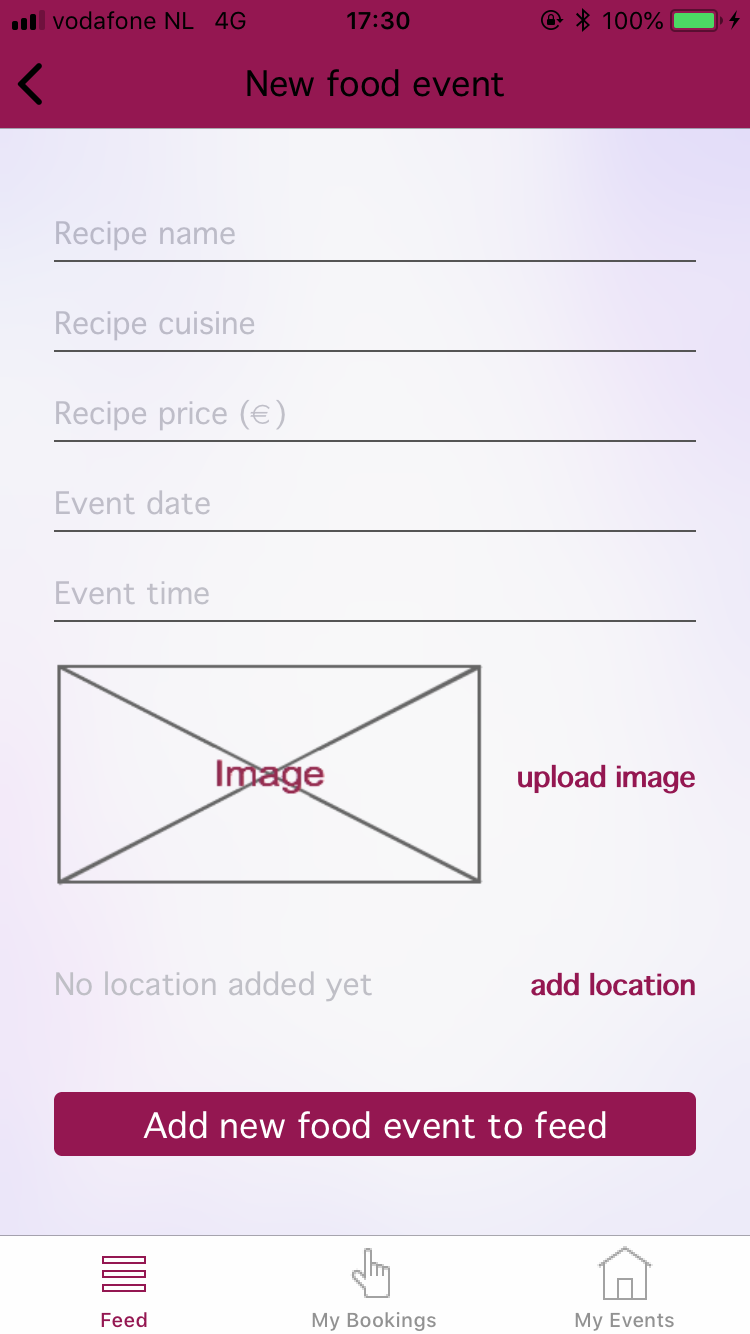 vodafone NL 4G 17:30 100%
New food event
Recipe name
Recipe cuisine
Recipe price (€)
Event date
Event time
Image
upload image
No location added yet
add location
Add new food event to feed
Feed My Bookings My Events